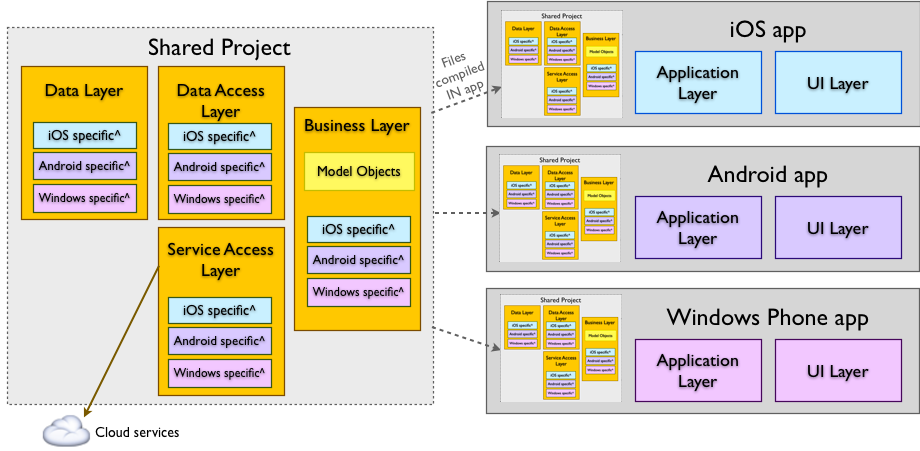 Shared Project
Data Layer
iOS specific^
Android specific^
Windows specific^
Data Access
Layer
iOS specific^
Android specific^
Windows specific^
Service Access
Layer
iOS specific^
Android specific^
Windows specific^
Business Layer
Model Objects
iOS specific^
Android specific^
Windows specific^
Cloud services
Files
compiled
IN app
iOS app
Shared Project
Data Layer
iOS specific^
Android specific^
Windows specific^
Data Access
Layer
iOS specific^
Android specific^
Windows specific^
Service Access
Layer
iOS specific^
Android specific^
Windows specific^
Business Layer
Model Objects
iOS specific^
Android specific^
Windows specific^
Application
Layer
UI Layer
Android app
Shared Project
Data Layer
iOS specific^
Android specific^
Windows specific^
Data Access
Layer
iOS specific^
Android specific^
Windows specific^
Service Access
Layer
iOS specific^
Android specific^
Windows specific^
Business Layer
Model Objects
iOS specific^
Android specific^
Windows specific^
Application
Layer
UI Layer
Windows Phone app
Shared Project
Data Layer
iOS specific^
Android specific^
Windows specific^
Data Access
Layer
iOS specific^
Android specific^
Windows specific^
Service Access
Layer
iOS specific^
Android specific^
Windows specific^
Business Layer
Model Objects
iOS specific^
Android specific^
Windows specific^
Application
Layer
UI Layer